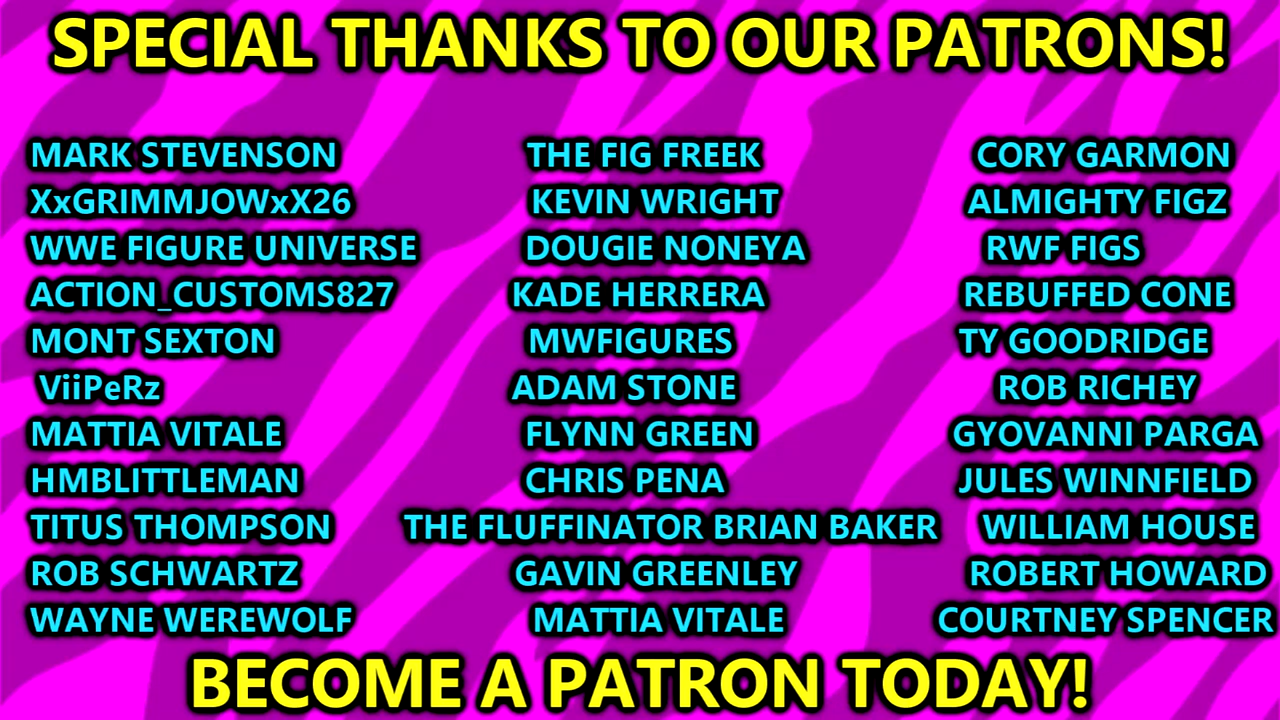 SPECIAL THANKS TO OUR PATRONS!
MARK STEVENSON THE FIG FREEK CORY GARMON
XxGRIMMJOWxX26 KEVIN WRIGHT ALMIGHTY FIGZ
WWE FIGURE UNIVERSE DOUGIE NONEYA RWF FIGS
ACTION_CUSTOMS827 KADE HERRERA REBUFFED CONE
MONT SEXTON MWFIGURES TY GOODRIDGE
ViiPeRz ADAM STONE ROB RICHEY
MATTIA VITALE FLYNN GREEN GYOVANNI PARGA
HMBLITTLEMAN CHRIS PENA JULES WINNFIELD
TITUS THOMPSON THE FLUFFINATOR BRIAN BAKER WILLIAM HOUSE
ROB SCHWARTZ GAVIN GREENLEY ROBERT HOWARD
WAYNE WEREWOLF MATTIA VITALE COURTNEY SPENCER
BECOME A PATRON TODAY!